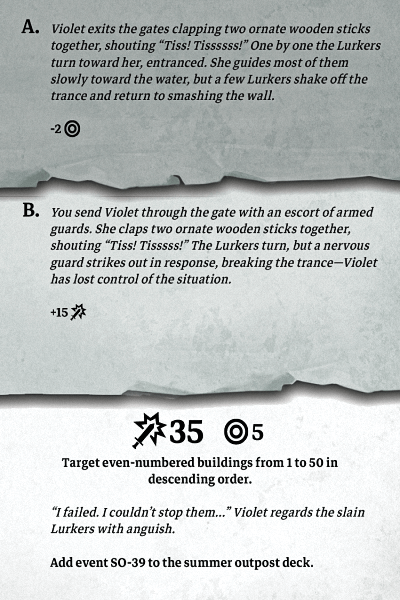 A. Violet exits the gates clapping two ornate wooden sticks
together, shouting “Tiss! Tissssss!” One by one the Lurkers
turn toward her, entranced. She guides most of them
slowly toward the water, but a few Lurkers shake off the
trance and return to smashing the wall.
-2
B. You send Violet through the gate with an escort of armed
guards. She claps two ornate wooden sticks together,
shouting “Tiss! Tisssss!” The Lurkers turn, but a nervous
guard strikes out in response, breaking the trance—Violet
has lost control of the situation.
+15
35 5
Target even-numbered buildings from 1 to 50 in
descending order.
“I failed. I couldn’t stop them...” Violet regards the slain
Lurkers with anguish.
Add event SO-39 to the summer outpost deck.